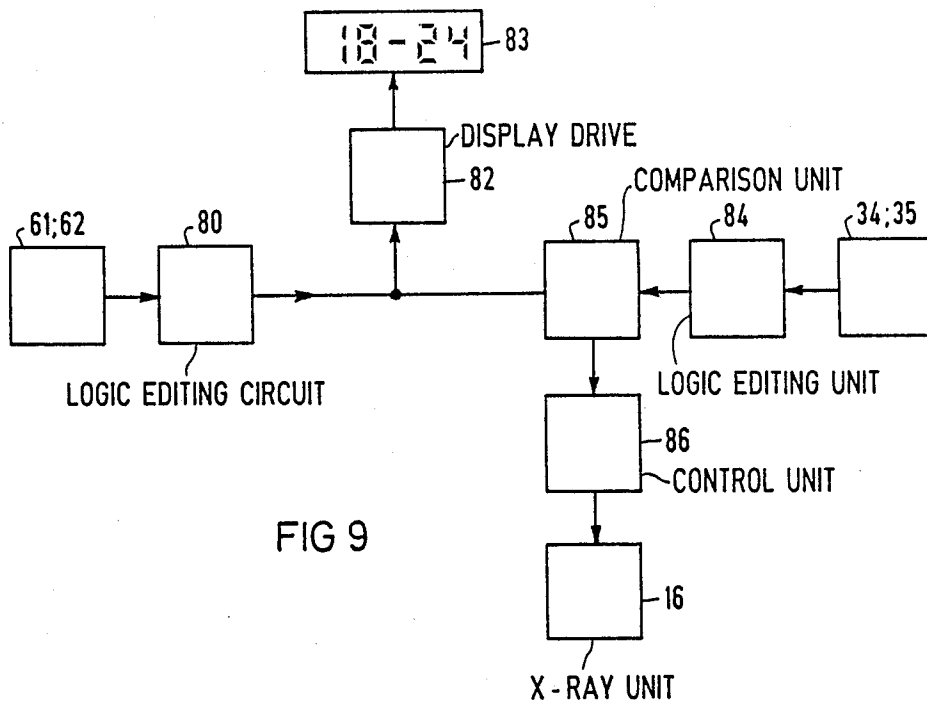 18-24
83
DISPLAY DRIVE
82
COMPARISON UNIT
61;62
80
85
84
34;35
LOGIC EDITING CIRCUIT
LOGIC EDITING UNIT
86
CONTROL UNIT
FIG 9
16
X-RAY UNIT